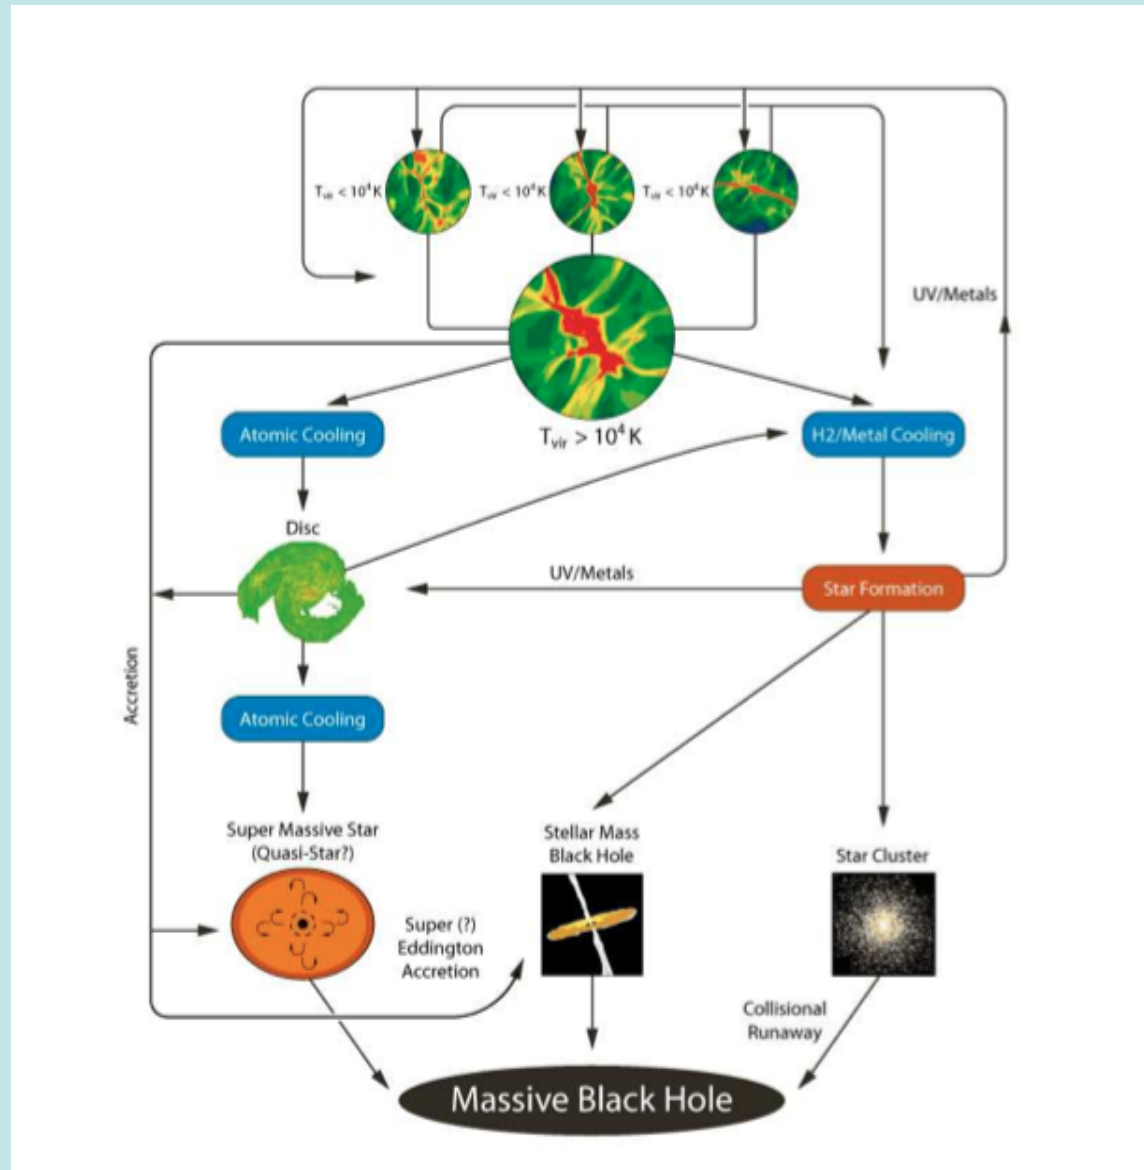 T_vir < 10^4 K
T_vir < 10^4 K
T_vir < 10^4 K
UV/Metals
T_vir > 10^4 K
Atomic Cooling
H2/Metal Cooling
Disc
UV/Metals
Star Formation
Accretion
Atomic Cooling
Super Massive Star
(Quasi-Star?)
Stellar Mass
Black Hole
Star Cluster
Super (?)
Eddington
Accretion
Collisional
Runaway
Massive Black Hole